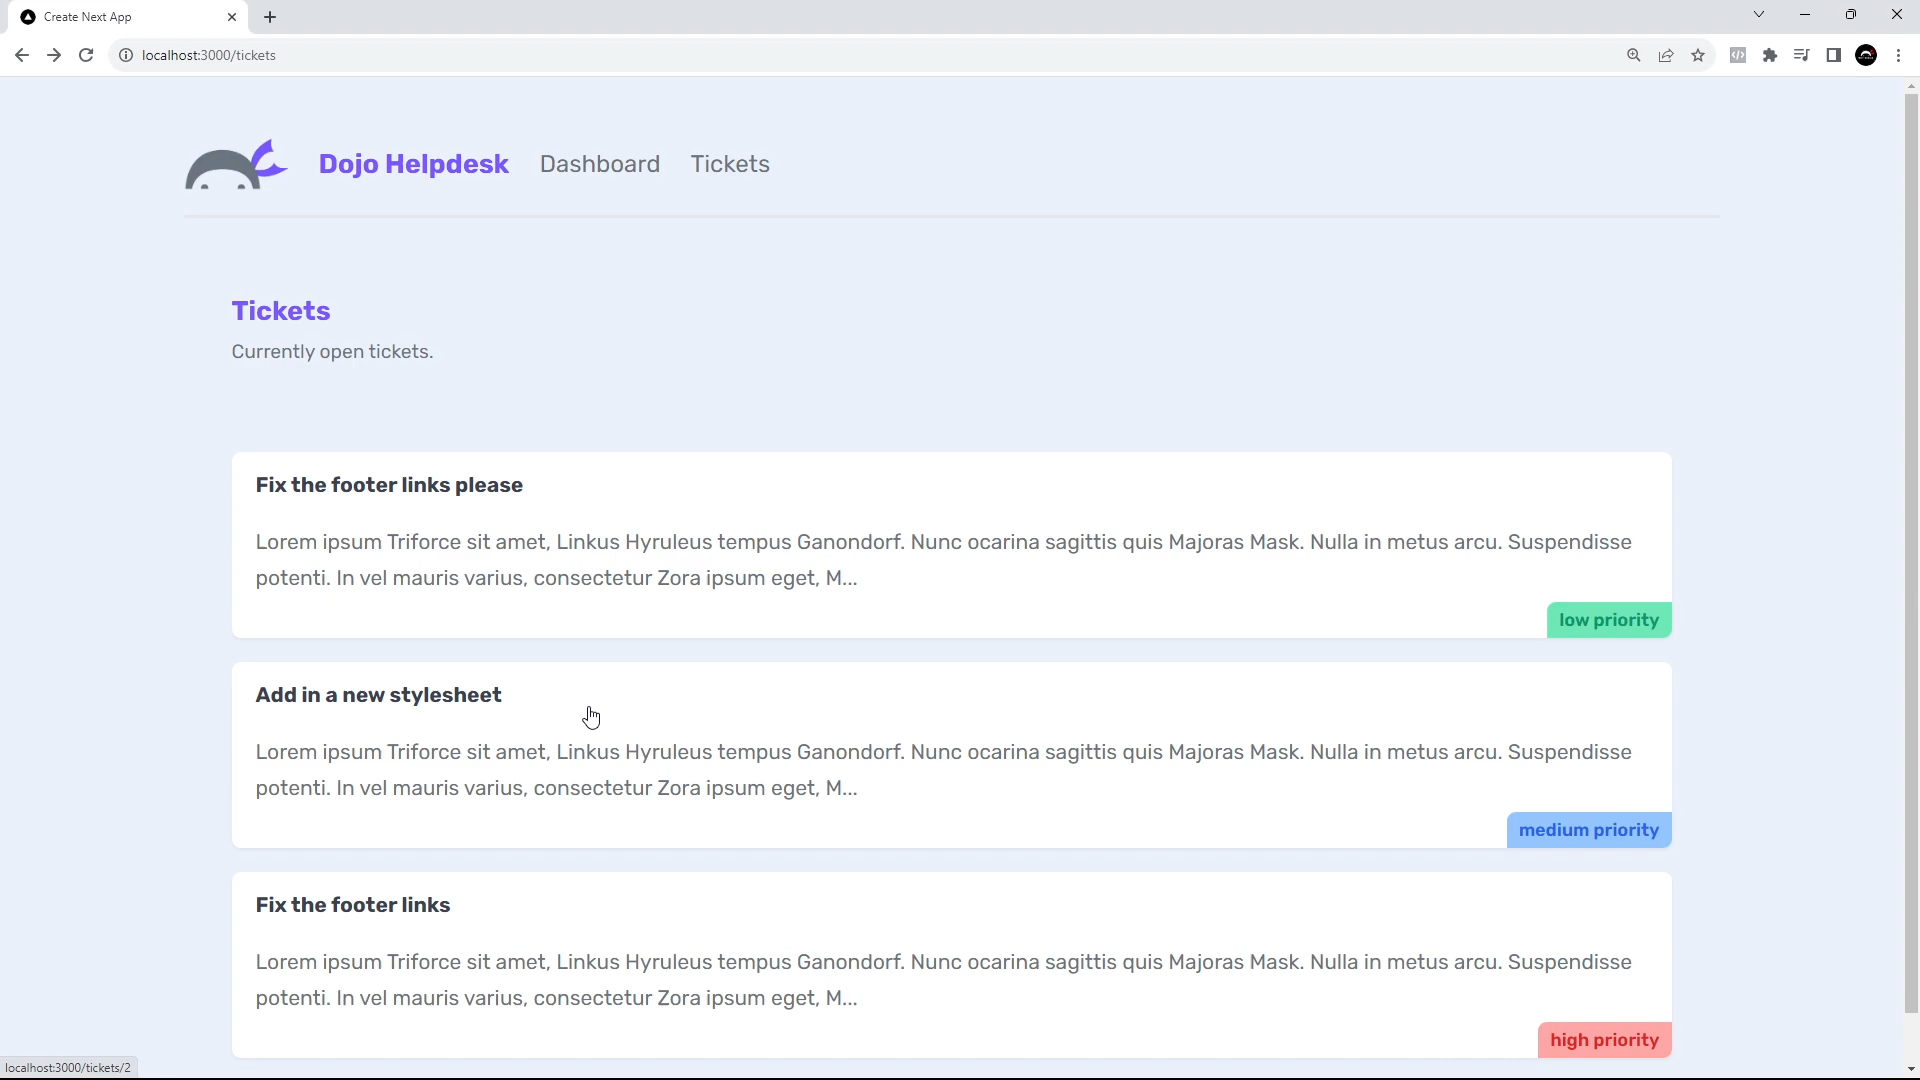 Create Next App
localhost:3000/tickets
Dojo Helpdesk Dashboard Tickets
Tickets
Currently open tickets.
Fix the footer links please
Lorem ipsum Triforce sit amet, Linkus Hyruleus tempus Ganondorf. Nunc ocarina sagittis quis Majoras Mask. Nulla in metus arcu. Suspendisse
potenti. In vel mauris varius, consectetur Zora ipsum eget, M...
low priority
Add in a new stylesheet
Lorem ipsum Triforce sit amet, Linkus Hyruleus tempus Ganondorf. Nunc ocarina sagittis quis Majoras Mask. Nulla in metus arcu. Suspendisse
potenti. In vel mauris varius, consectetur Zora ipsum eget, M...
medium priority
Fix the footer links
Lorem ipsum Triforce sit amet, Linkus Hyruleus tempus Ganondorf. Nunc ocarina sagittis quis Majoras Mask. Nulla in metus arcu. Suspendisse
potenti. In vel mauris varius, consectetur Zora ipsum eget, M...
high priority
localhost:3000/tickets/2